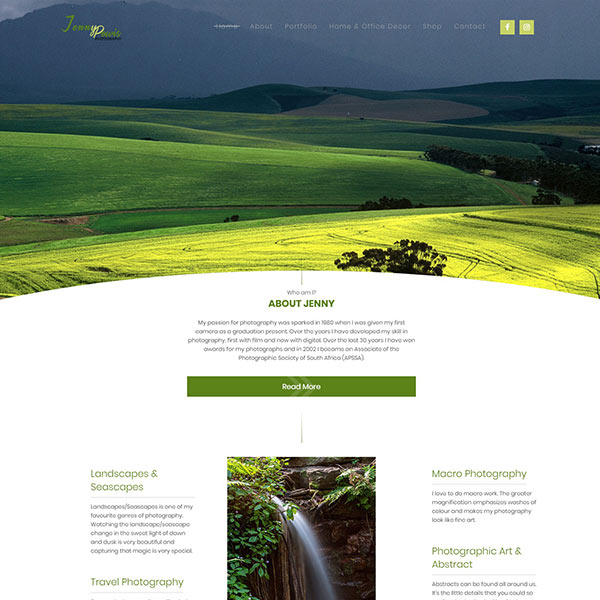 Jenny Powis
Home About Portfolio Home & Office Decor Shop Contact
Who am I?
ABOUT JENNY
My passion for photography was sparked in 1980 when I was given my first
camera as a graduation present. Over the years I have developed my skill in
photography, first with film and now with digital. Over the last 30 years I have won
awards for my photographs and in 2002 I became an Associate of the
Photographic Society of South Africa (APSSA).
Read More
Landscapes &
Seascapes
Landscapes/Seascapes is one of my
favourite genres of photography.
Watching the landscape/seascape
change in the sweet light of dawn
and dusk is very beautiful and
capturing that magic is very special.
Travel Photography
Macro Photography
I love to do macro work. The greater
magnification emphasizes washes of
colour and makes my photography
look like fine art.
Photographic Art &
Abstract
Abstracts can be found all around us.
It's the little details that you could so